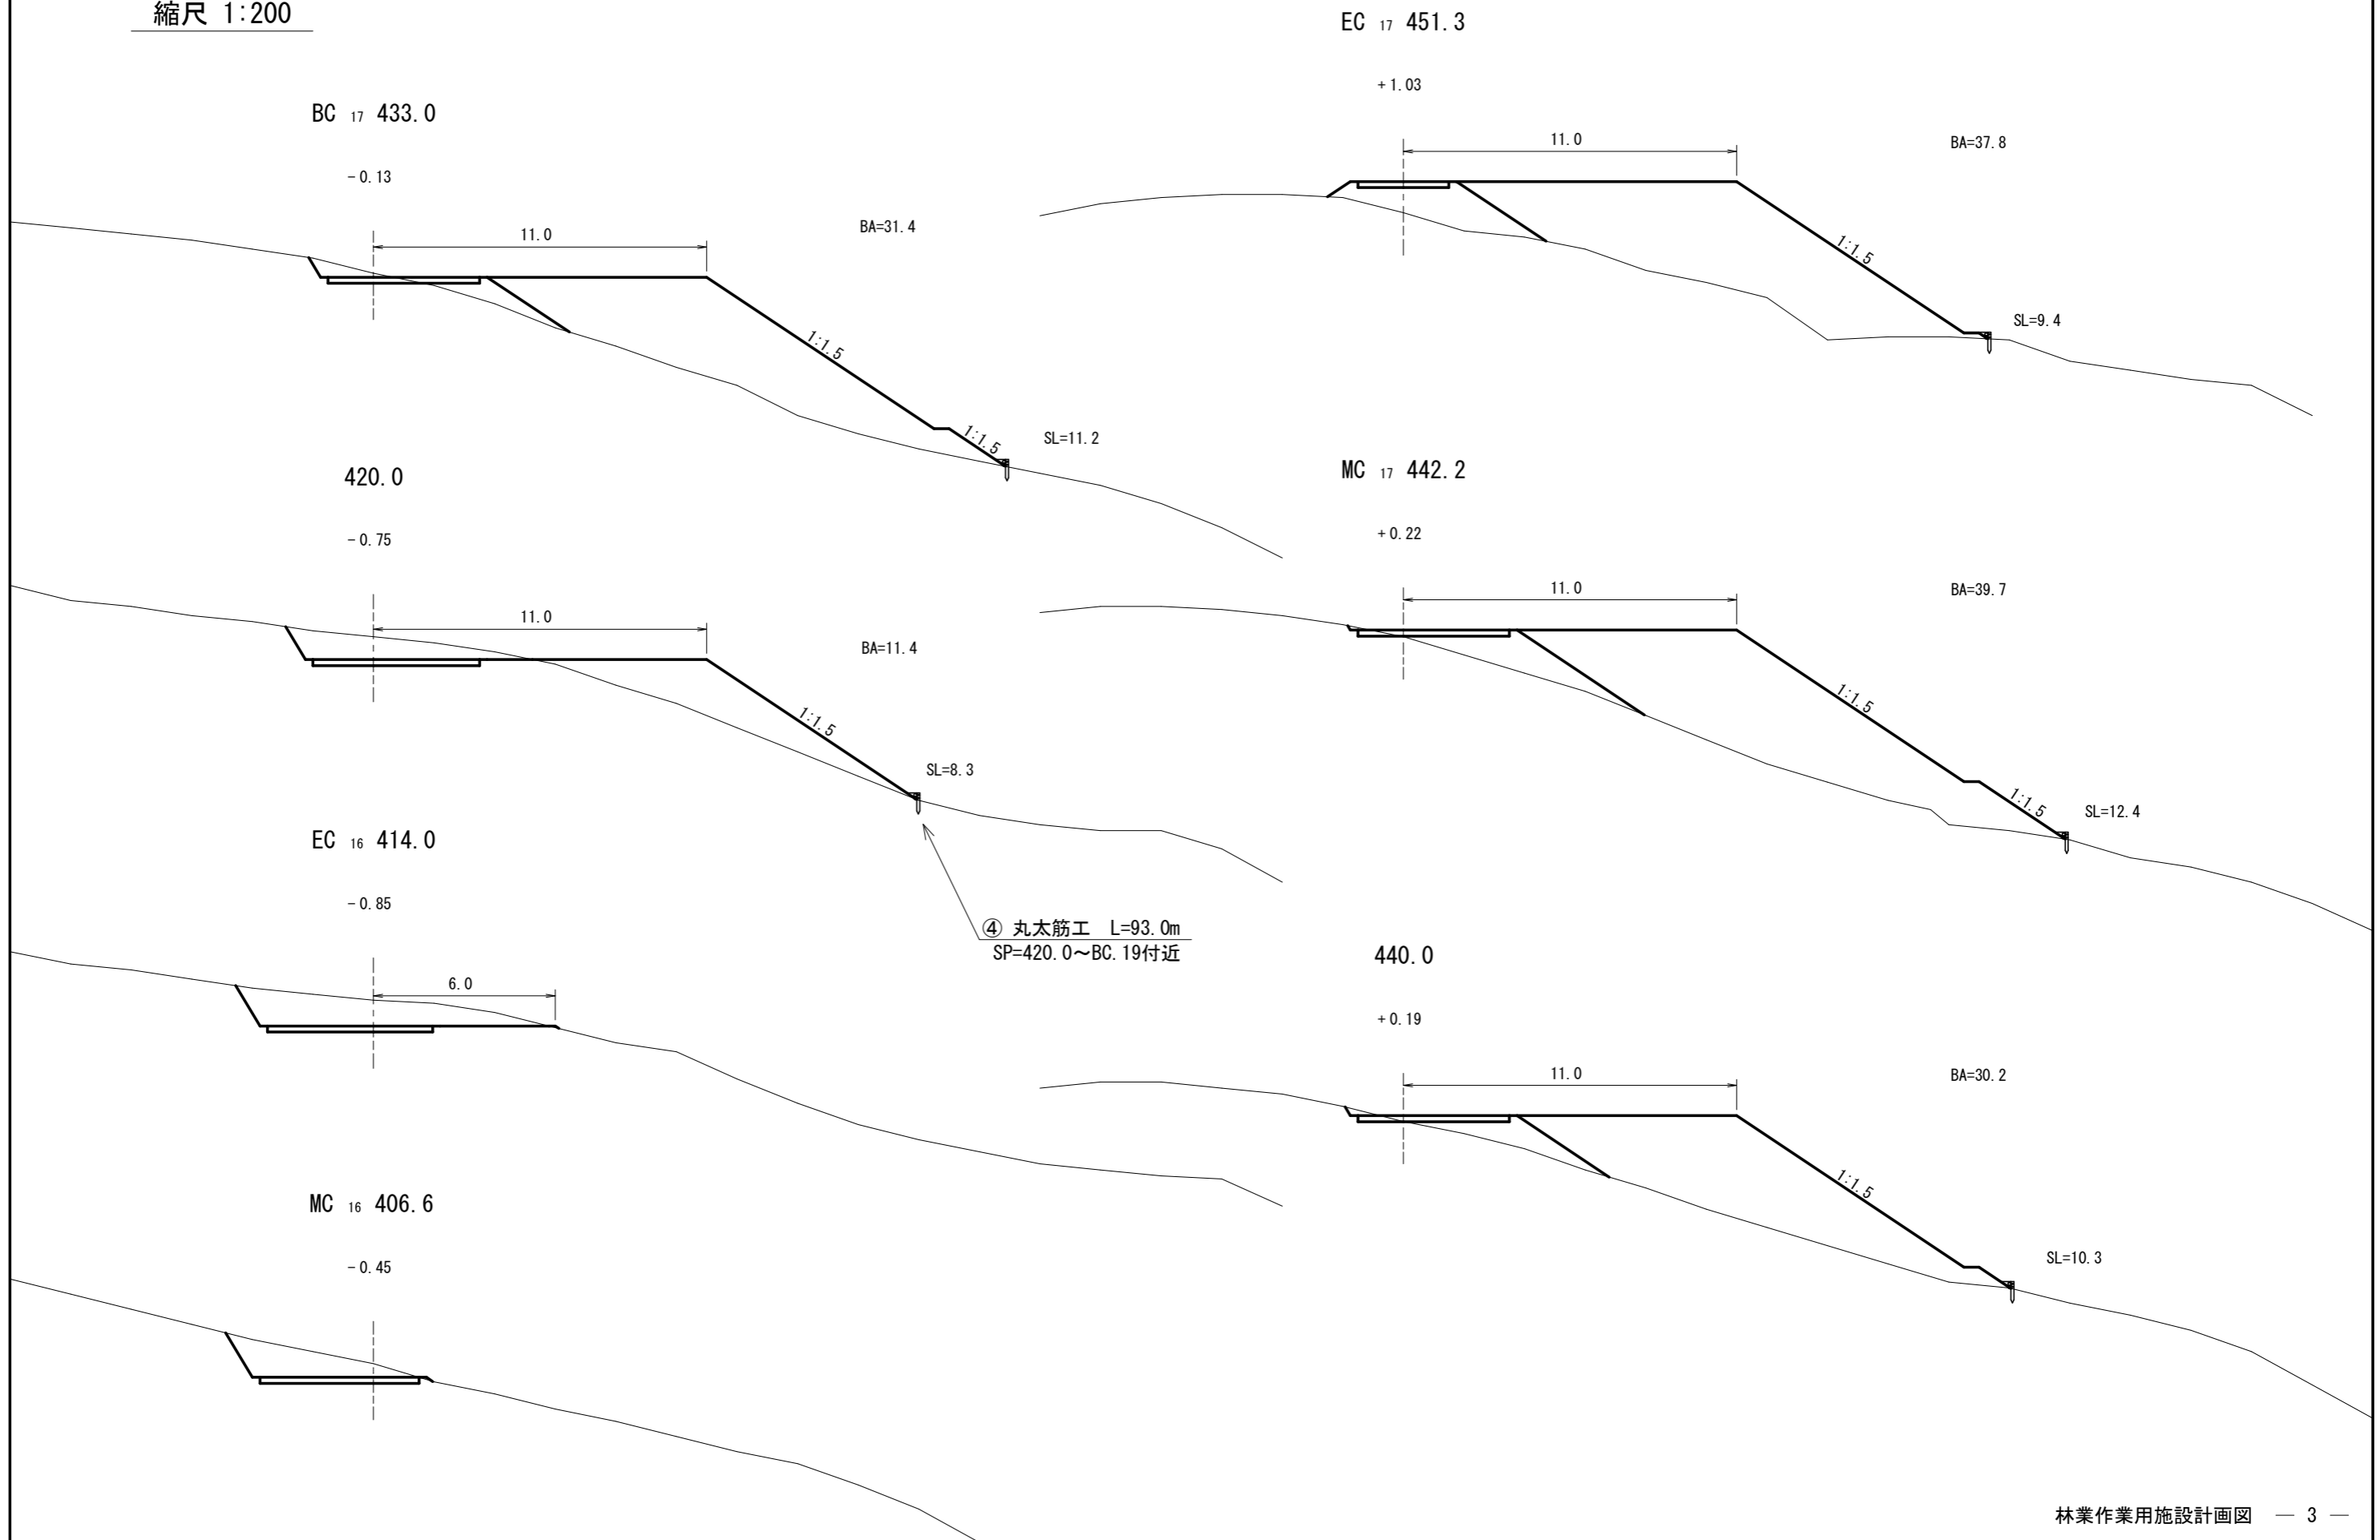 縮尺 1:200
BC 17 433.0
-0.13
11.0
BA=31.4
1:1.5
1:1.5
SL=11.2
420.0
-0.75
11.0
BA=11.4
1:1.5
SL=8.3
④ 丸太筋工 L=93.0m
SP=420.0～BC.19付近
EC 16 414.0
-0.85
6.0
MC 16 406.6
-0.45
EC 17 451.3
+1.03
11.0
BA=37.8
1:1.5
SL=9.4
MC 17 442.2
+0.22
11.0
BA=39.7
1:1.5
1:1.5
SL=12.4
440.0
+0.19
11.0
BA=30.2
1:1.5
SL=10.3
林業作業用施設計画図 — 3 —